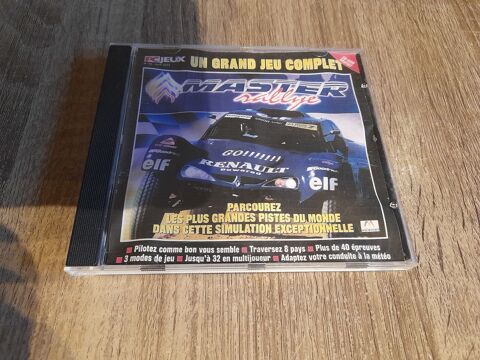 PC JEUX
UN GRAND JEU COMPLET
MASTER
rallye
GO!!!!!!!
RENAULT
elf
elf
PARCOUREZ
LES PLUS GRANDES PISTES DU MONDE
DANS CETTE SIMULATION EXCEPTIONNELLE
Pilotez comme bon vous semble ■ Traversez 8 pays ■ Plus de 40 épreuves
■ 3 modes de jeu ■ Jusqu'à 32 en multijoueur ■ Adaptez votre conduite à la météo